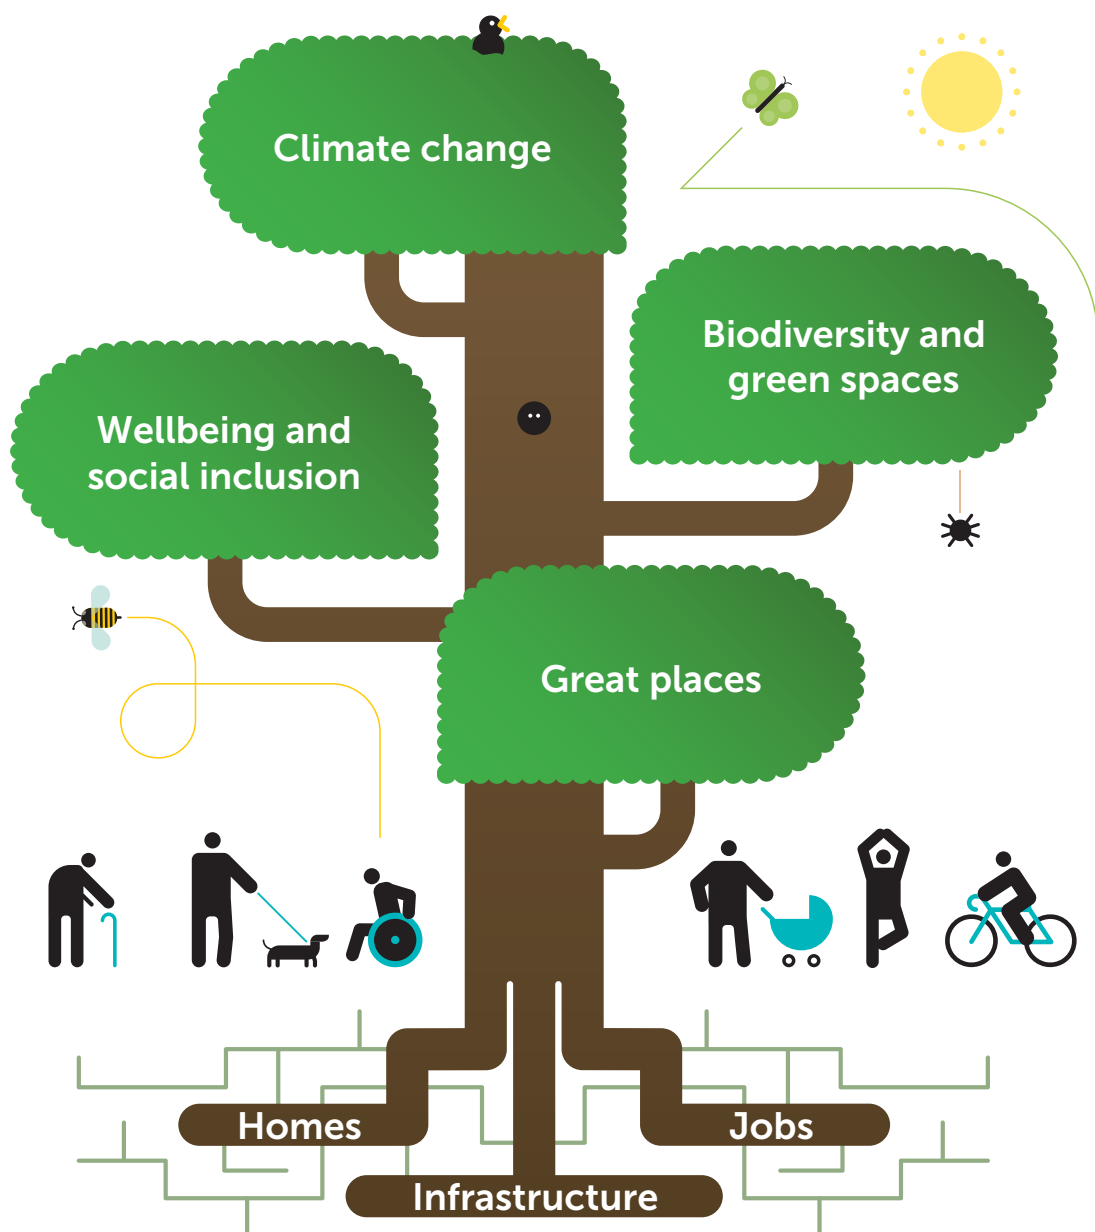 Climate change
Biodiversity and
green spaces
Wellbeing and
social inclusion
Great places
Homes
Jobs
Infrastructure